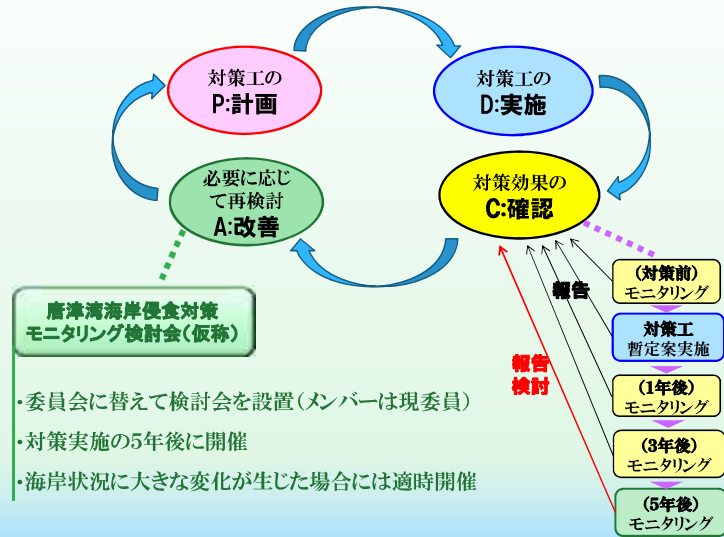 対策工の
P:計画
対策工の
D:実施
必要に応じ
て再検討
A:改善
対策効果の
C:確認
唐津湾海岸侵食対策
モニタリング検討会(仮称)
・委員会に替えて検討会を設置(メンバーは現委員)
・対策実施の5年後に開催
・海岸状況に大きな変化が生じた場合には適時開催
報告
報告
検討
(対策前)
モニタリング
対策工
暫定案実施
(1年後)
モニタリング
(3年後)
モニタリング
(5年後)
モニタリング